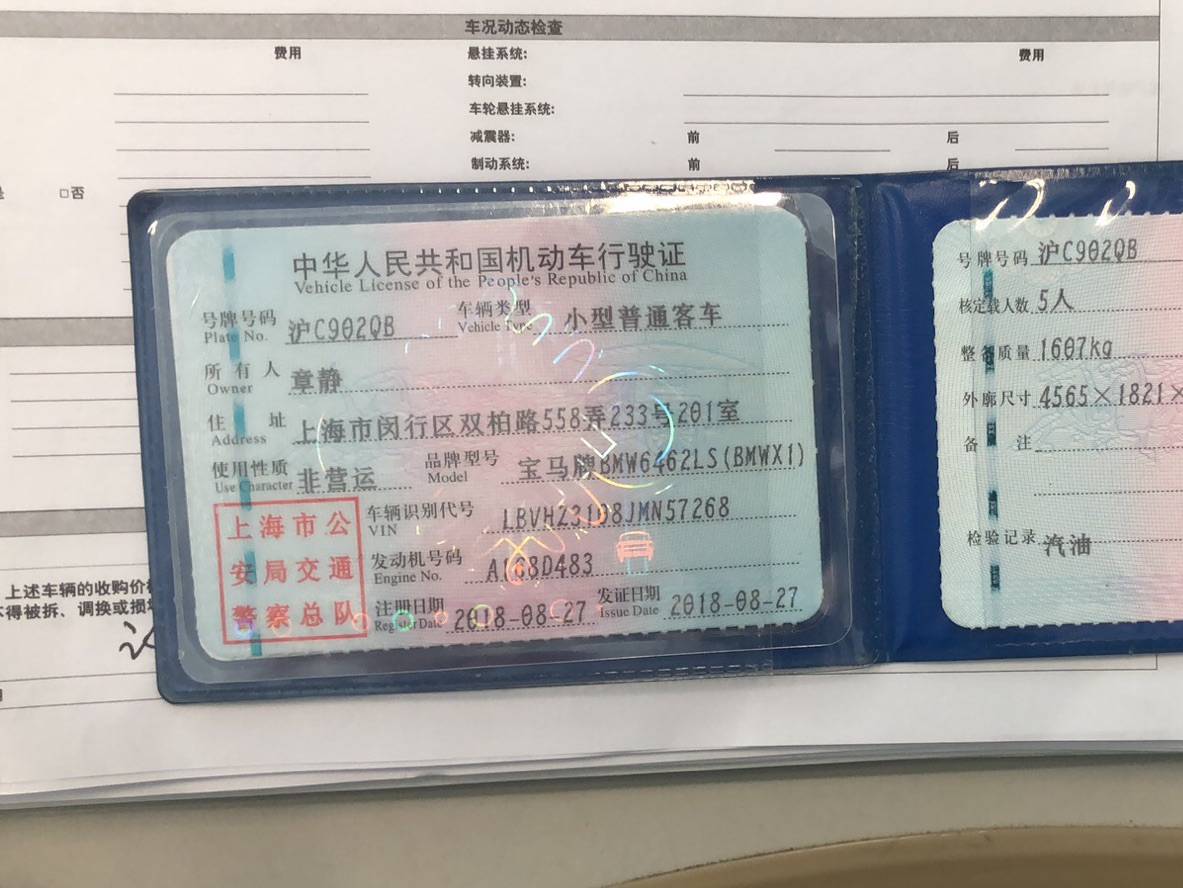 车况动态检查
费用
悬挂系统:
费用
转向装置:
车轮悬挂系统:
减震器: 前 后
制动系统: 前 后
□否
中华人民共和国机动车行驶证
Vehicle License of the People's Republic of China
号牌号码 Plate No. 沪C902QB 车辆类型 Vehicle Type 小型普通客车
所有人 Owner 章静
住址 Address 上海市闵行区双柏路558弄233号201室
使用性质 Use Character 非营运 品牌型号 Model 宝马牌BMW6462LS(BMWX1)
车辆识别代号 VIN LBVHZ3108JMN57268
发动机号码 Engine No. A168D483
注册日期 Register Date 2018-08-27 发证日期 Issue Date 2018-08-27
上海市公
安局交通
警察总队
号牌号码 沪C902QB
核定载人数 5人
整备质量 1607kg
外廓尺寸 4565×1821×
备注
检验记录 汽油
上述车辆的收购价
不得被拆、调换或损